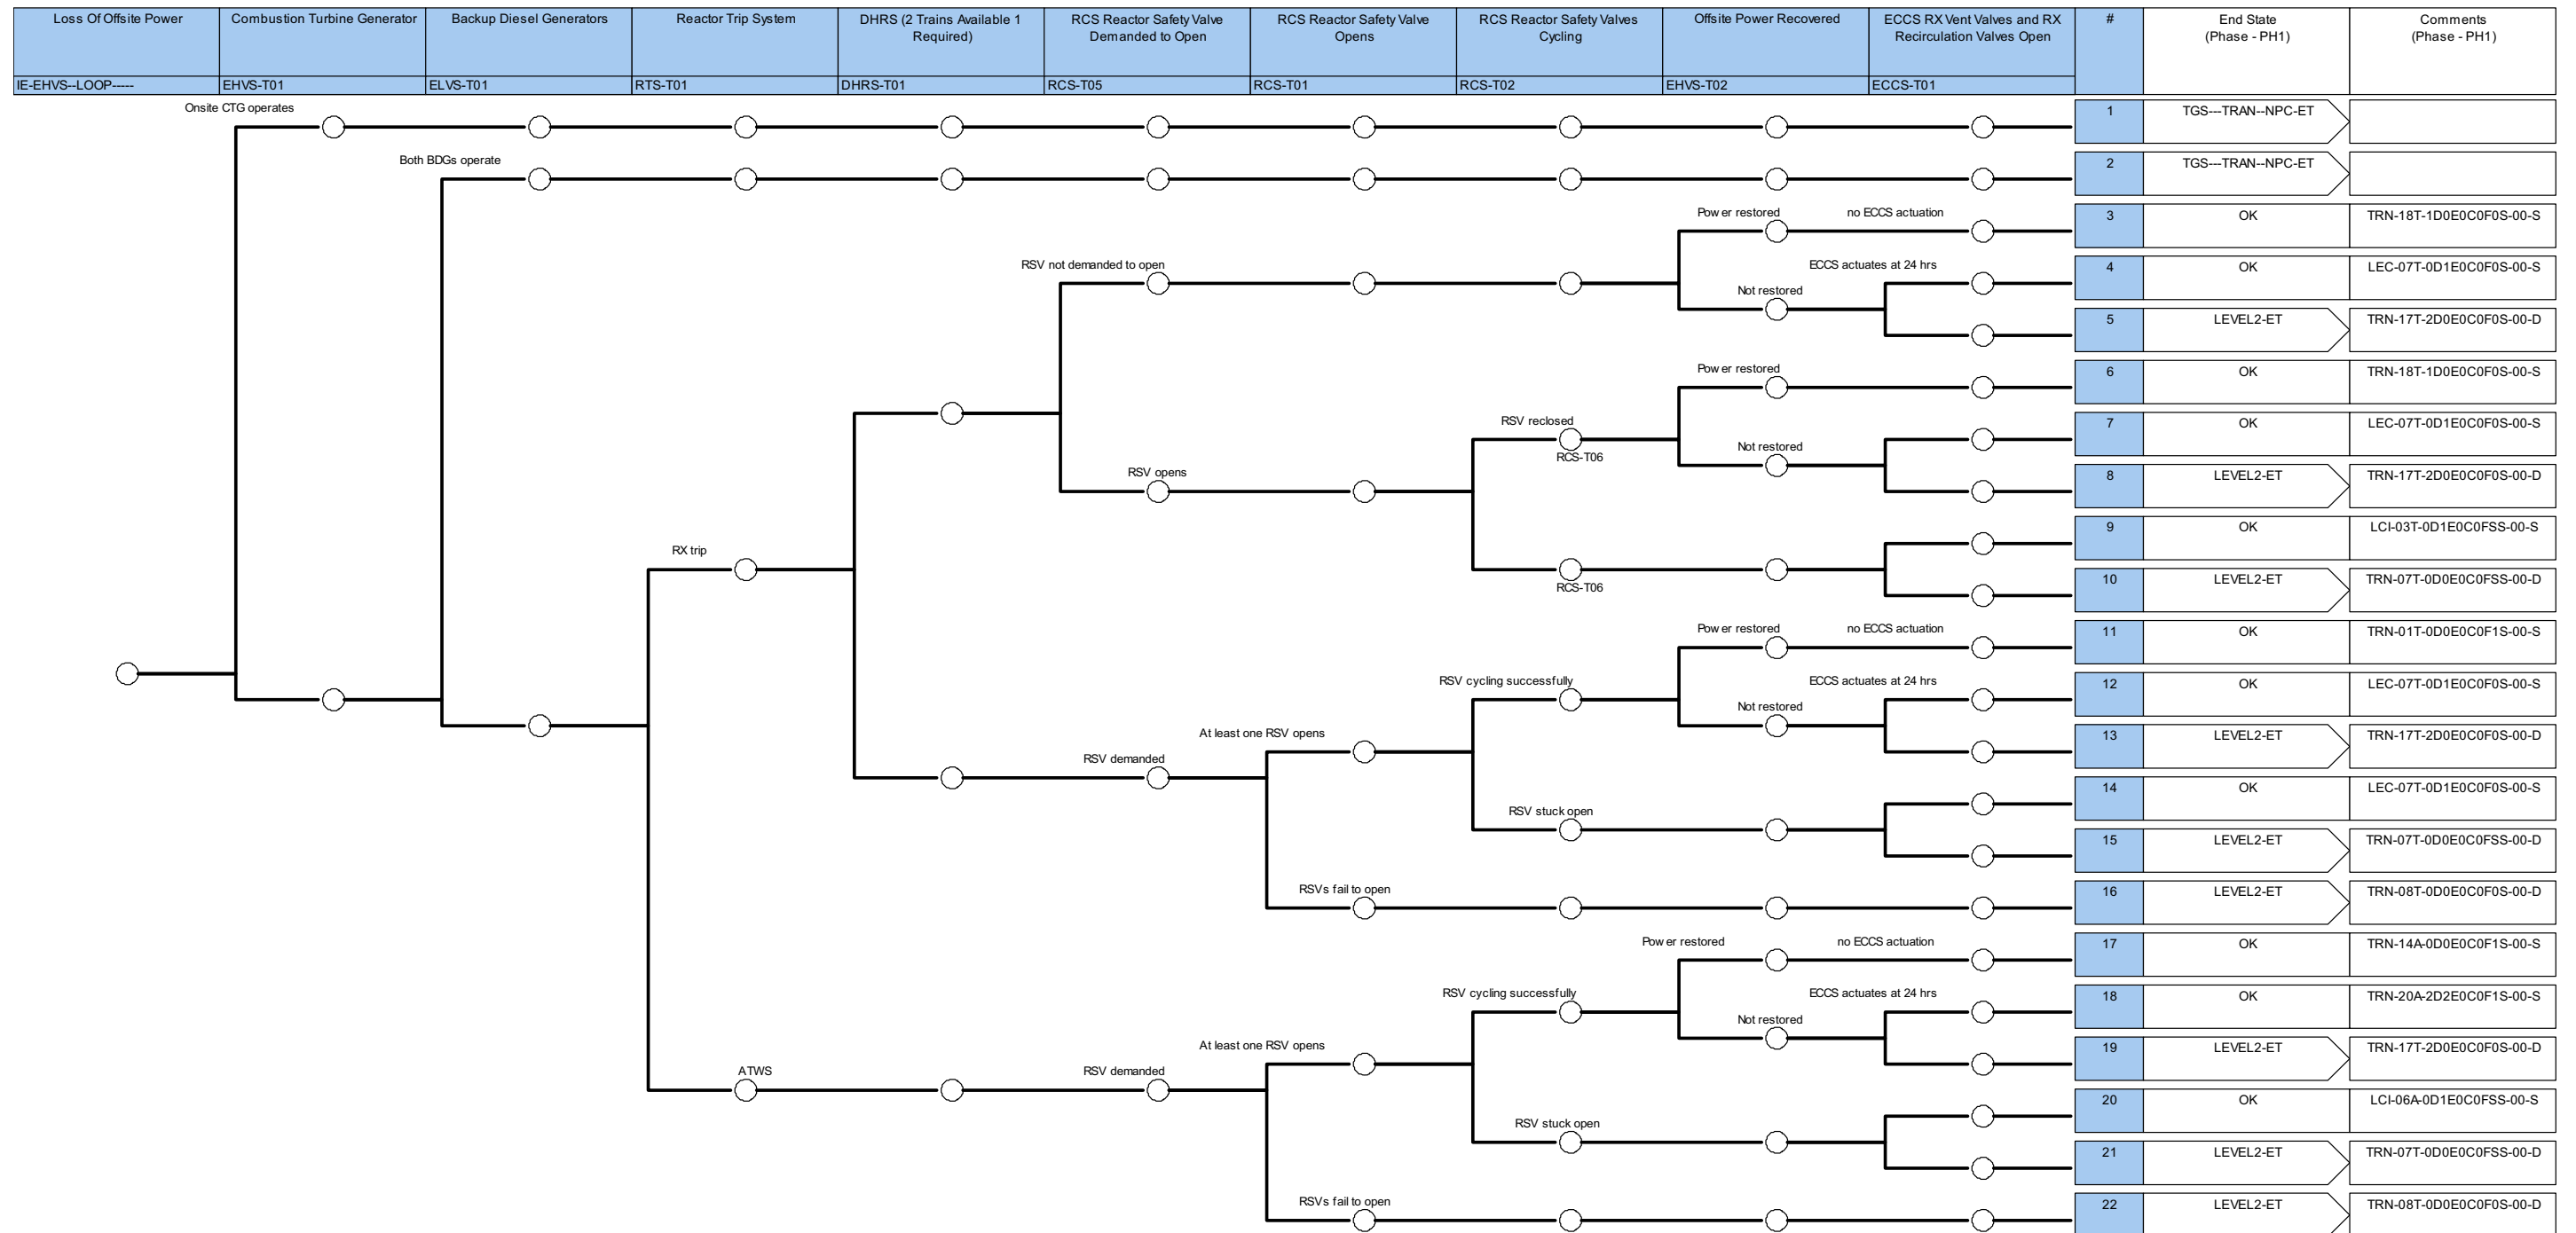 Loss Of Offsite Power
Combustion Turbine Generator
Backup Diesel Generators
Reactor Trip System
DHRS (2 Trains Available 1
Required)
RCS Reactor Safety Valve
Demanded to Open
RCS Reactor Safety Valve
Opens
RCS Reactor Safety Valves
Cycling
Offsite Power Recovered
ECCS RX Vent Valves and RX
Recirculation Valves Open
#
End State
(Phase - PH1)
Comments
(Phase - PH1)
IE-EHVS--LOOP-----
EHVS-T01
ELVS-T01
RTS-T01
DHRS-T01
RCS-T05
RCS-T01
RCS-T02
EHVS-T02
ECCS-T01
Onsite CTG operates
1
TGS---TRAN--NPC-ET
Both BDGs operate
2
TGS---TRAN--NPC-ET
Power restored
no ECCS actuation
3
OK
TRN-18T-1D0E0C0F0S-00-S
RSV not demanded to open
ECCS actuates at 24 hrs
4
OK
LEC-07T-0D1E0C0F0S-00-S
Not restored
5
LEVEL2-ET
TRN-17T-2D0E0C0F0S-00-D
Power restored
6
OK
TRN-18T-1D0E0C0F0S-00-S
RSV reclosed
RCS-T06
7
OK
LEC-07T-0D1E0C0F0S-00-S
Not restored
RSV opens
8
LEVEL2-ET
TRN-17T-2D0E0C0F0S-00-D
9
OK
LCI-03T-0D1E0C0FSS-00-S
RX trip
RCS-T06
10
LEVEL2-ET
TRN-07T-0D0E0C0FSS-00-D
Power restored
no ECCS actuation
11
OK
TRN-01T-0D0E0C0F1S-00-S
RSV cycling successfully
ECCS actuates at 24 hrs
12
OK
LEC-07T-0D1E0C0F0S-00-S
Not restored
At least one RSV opens
13
LEVEL2-ET
TRN-17T-2D0E0C0F0S-00-D
RSV demanded
14
OK
LEC-07T-0D1E0C0F0S-00-S
RSV stuck open
15
LEVEL2-ET
TRN-07T-0D0E0C0FSS-00-D
RSVs fail to open
16
LEVEL2-ET
TRN-08T-0D0E0C0F0S-00-D
Power restored
no ECCS actuation
17
OK
TRN-14A-0D0E0C0F1S-00-S
RSV cycling successfully
ECCS actuates at 24 hrs
18
OK
TRN-20A-2D2E0C0F1S-00-S
Not restored
At least one RSV opens
19
LEVEL2-ET
TRN-17T-2D0E0C0F0S-00-D
ATWS
RSV demanded
20
OK
LCI-06A-0D1E0C0FSS-00-S
RSV stuck open
21
LEVEL2-ET
TRN-07T-0D0E0C0FSS-00-D
RSVs fail to open
22
LEVEL2-ET
TRN-08T-0D0E0C0F0S-00-D